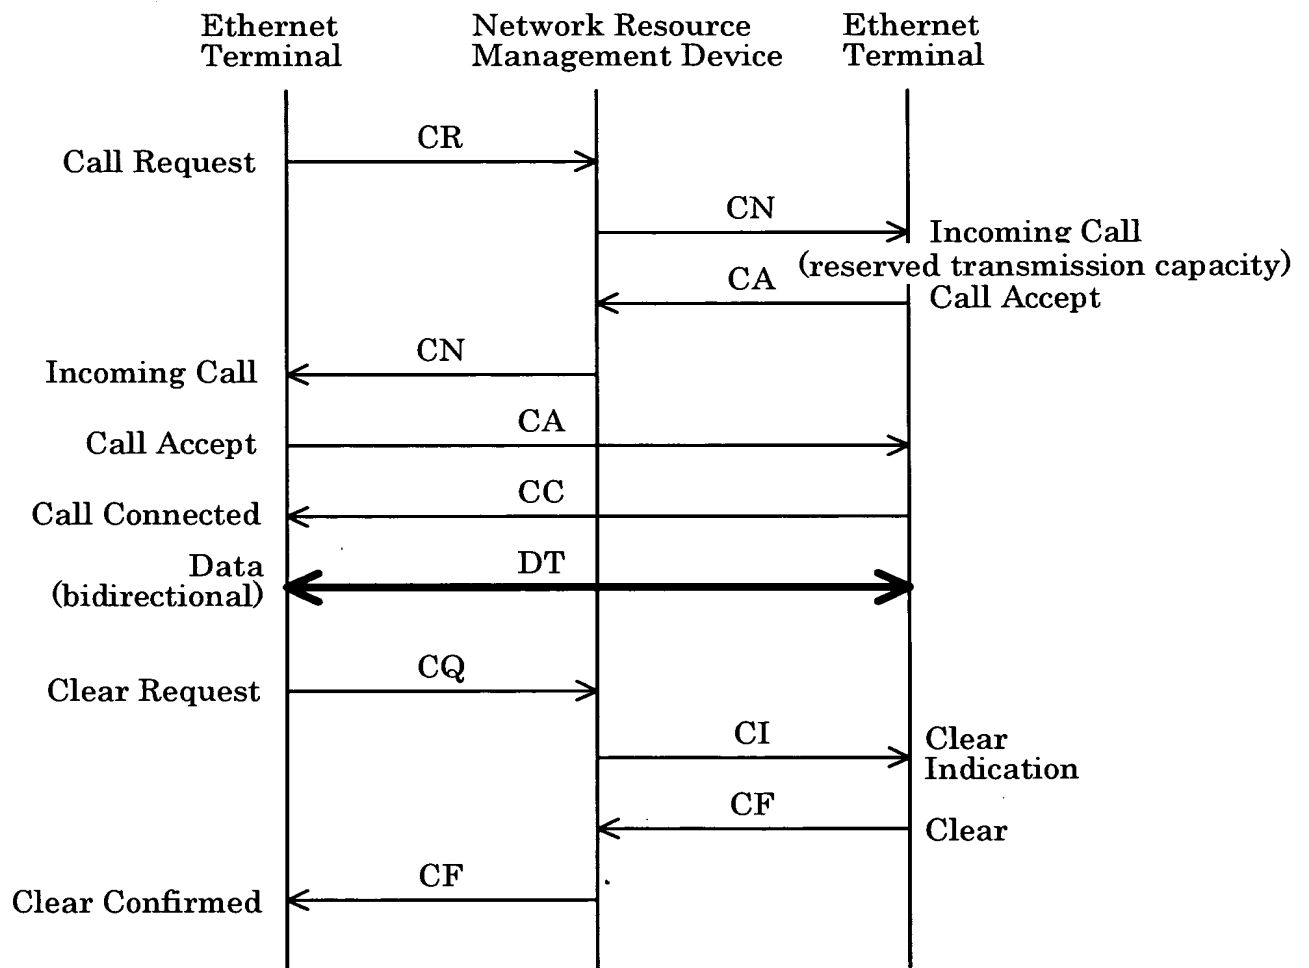 Ethernet
Terminal
Network Resource
Management Device
Ethernet
Terminal
CR
Call Request
CN
Incoming Call
(reserved transmission capacity)
CA
Call Accept
CN
Incoming Call
CA
Call Accept
CC
Call Connected
DT
Data
(bidirectional)
CQ
Clear Request
CI
Clear
Indication
CF
Clear
CF
Clear Confirmed